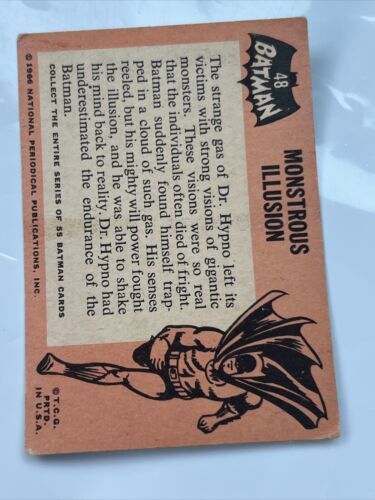 48
BATMAN
MONSTROUS
ILLUSION
The strange gas of Dr. Hypno left its
victims with strong visions of gigantic
monsters. These visions were so real
that the individuals often died of fright.
Batman suddenly found himself trap-
ped in a cloud of such gas. His senses
reeled, but his mighty will power fought
the illusion, and he was able to shake
his mind back to reality. Dr. Hypno had
underestimated the endurance of the
Batman.
COLLECT THE ENTIRE SERIES OF 55 BATMAN CARDS
© 1966 NATIONAL PERIODICAL PUBLICATIONS, INC.
© T.C.G.
PRTD.
IN U.S.A.